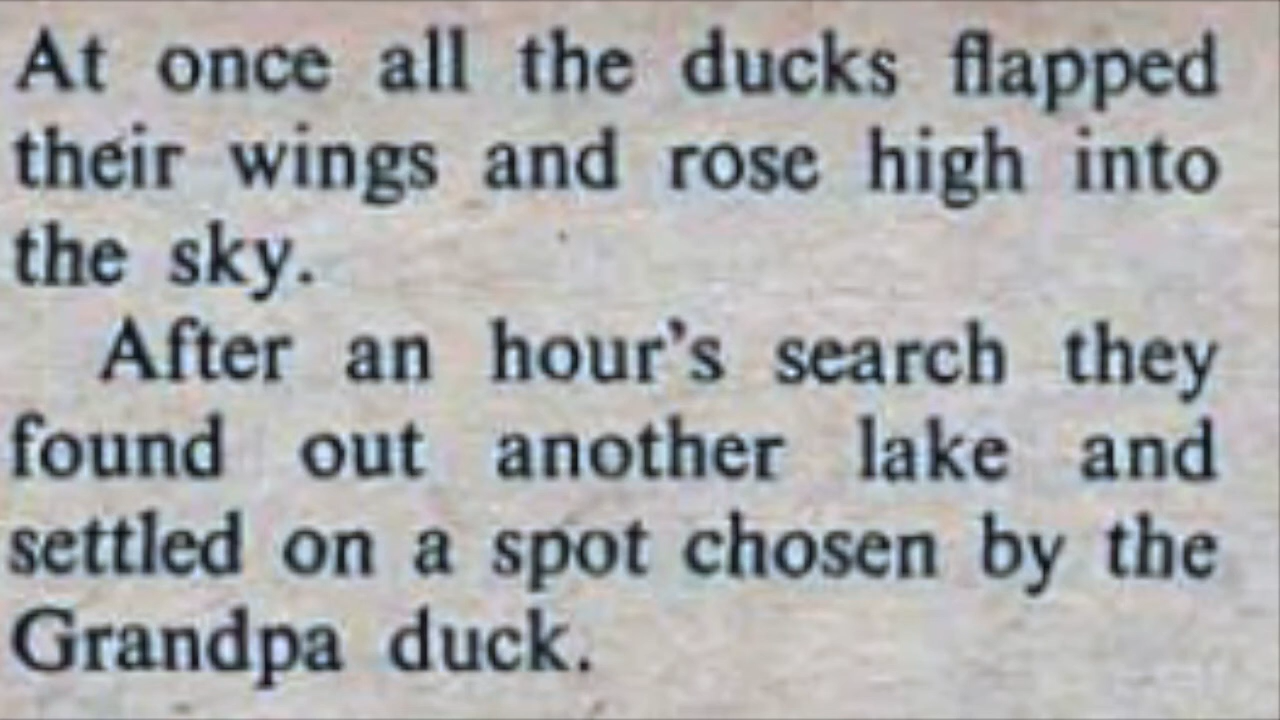 At once all the ducks flapped
their wings and rose high into
the sky.
After an hour's search they
found out another lake and
settled on a spot chosen by the
Grandpa duck.